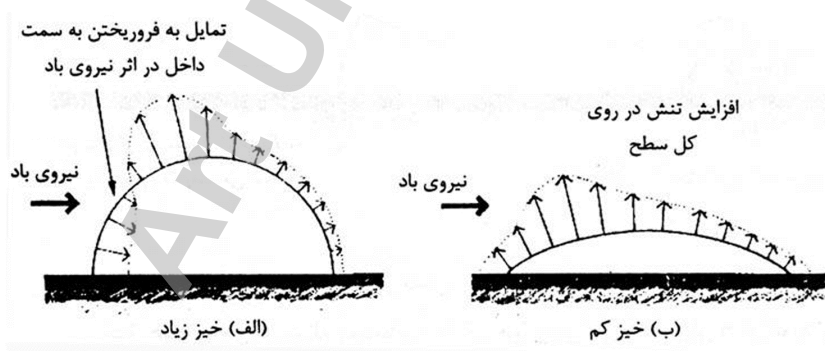 تمایل به فروریختن به سمت
داخل در اثر نیروی باد
نیروی باد
(الف) خیز زیاد
افزایش تنش در روی
کل سطح
نیروی باد
(ب) خیز کم